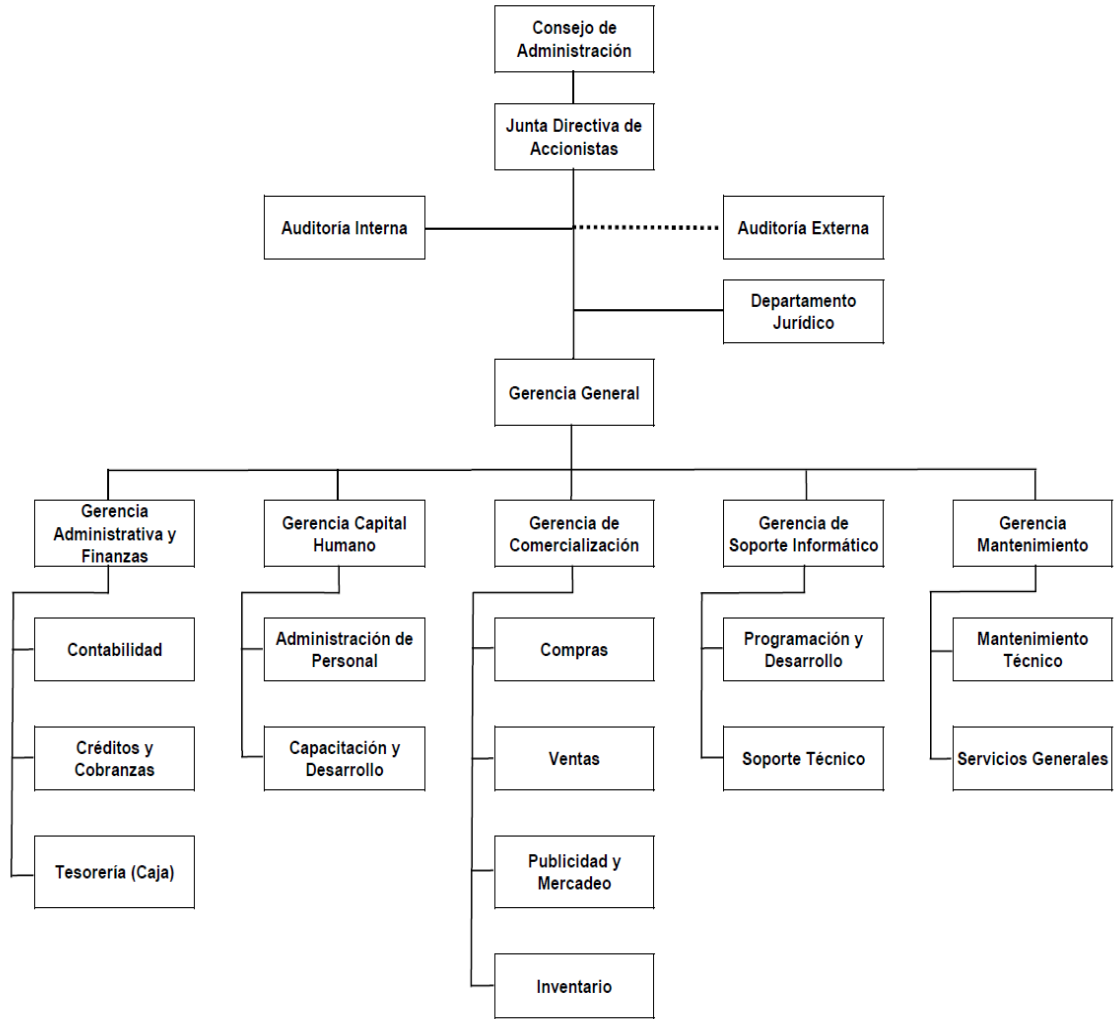 Consejo de
Administración
Junta Directiva de
Accionistas
Auditoría Interna
Auditoría Externa
Departamento
Jurídico
Gerencia General
Gerencia
Administrativa y
Finanzas
Gerencia Capital
Humano
Gerencia de
Comercialización
Gerencia de
Soporte Informático
Gerencia
Mantenimiento
Contabilidad
Administración de
Personal
Compras
Programación y
Desarrollo
Mantenimiento
Técnico
Créditos y
Cobranzas
Capacitación y
Desarrollo
Ventas
Soporte Técnico
Servicios Generales
Tesorería (Caja)
Publicidad y
Mercadeo
Inventario